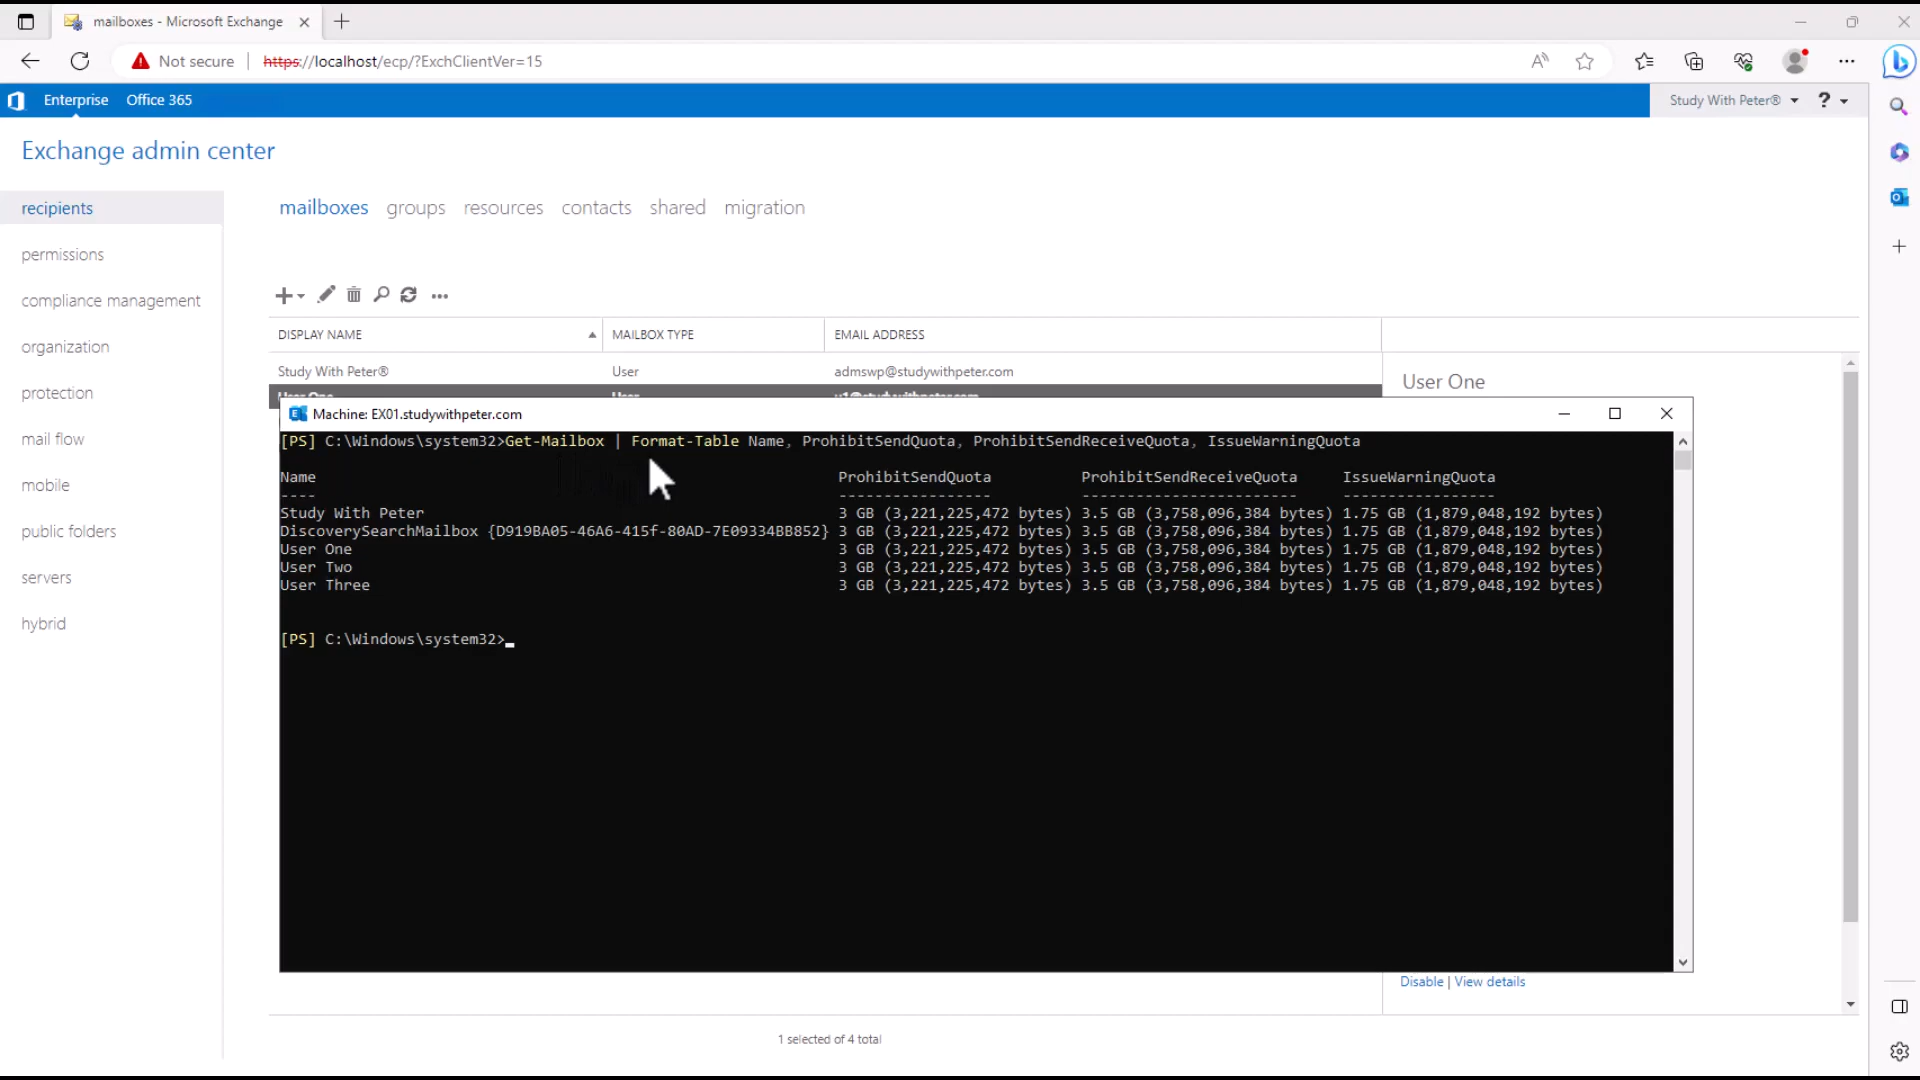 mailboxes - Microsoft Exchange
Not secure
https://localhost/ecp/?ExchClientVer=15
Enterprise
Office 365
Study With Peter®
?
Exchange admin center
recipients
permissions
compliance management
organization
protection
mail flow
mobile
public folders
servers
hybrid
mailboxes groups resources contacts shared migration
DISPLAY NAME MAILBOX TYPE EMAIL ADDRESS
Study With Peter® User admswp@studywithpeter.com
User One User u1@studywithpeter.com
User One
Machine: EX01.studywithpeter.com
[PS] C:\Windows\system32>Get-Mailbox | Format-Table Name, ProhibitSendQuota, ProhibitSendReceiveQuota, IssueWarningQuota
Name ProhibitSendQuota ProhibitSendReceiveQuota IssueWarningQuota
---- ----------------- ------------------------ -----------------
Study With Peter 3 GB (3,221,225,472 bytes) 3.5 GB (3,758,096,384 bytes) 1.75 GB (1,879,048,192 bytes)
DiscoverySearchMailbox {D919BA05-46A6-415f-80AD-7E09334BB852} 3 GB (3,221,225,472 bytes) 3.5 GB (3,758,096,384 bytes) 1.75 GB (1,879,048,192 bytes)
User One 3 GB (3,221,225,472 bytes) 3.5 GB (3,758,096,384 bytes) 1.75 GB (1,879,048,192 bytes)
User Two 3 GB (3,221,225,472 bytes) 3.5 GB (3,758,096,384 bytes) 1.75 GB (1,879,048,192 bytes)
User Three 3 GB (3,221,225,472 bytes) 3.5 GB (3,758,096,384 bytes) 1.75 GB (1,879,048,192 bytes)
[PS] C:\Windows\system32>_
Disable | View details
1 selected of 4 total